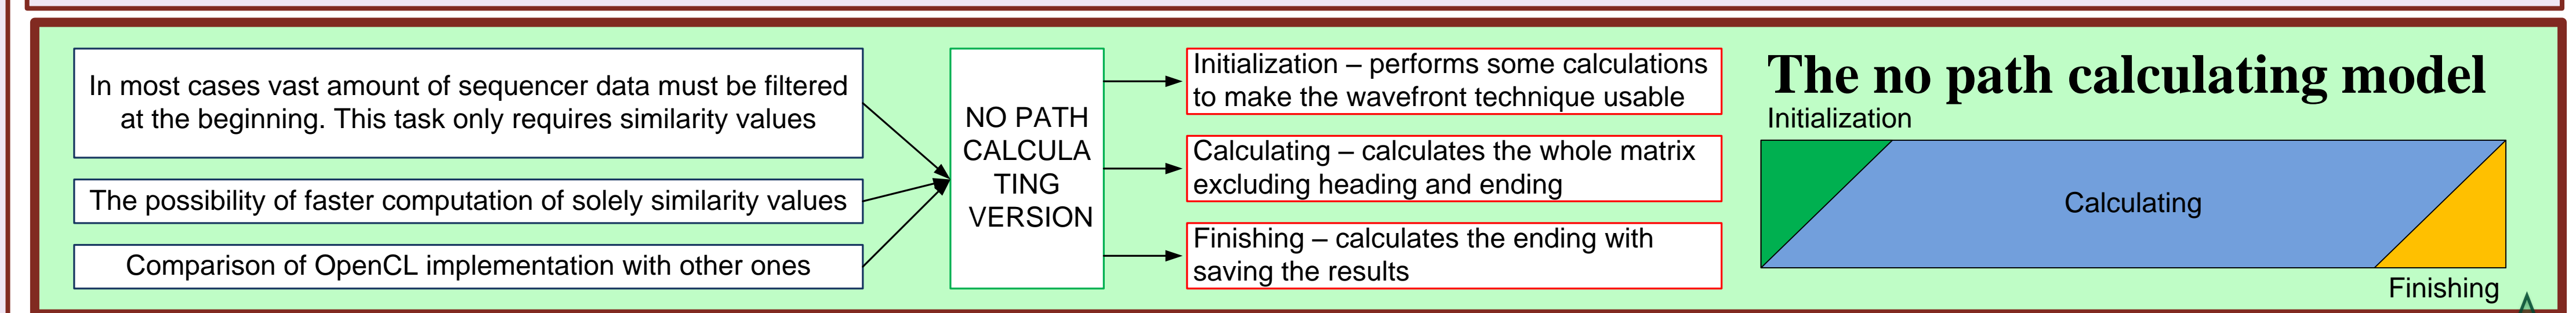 In most cases vast amount of sequencer data must be filtered
at the beginning. This task only requires similarity values
The possibility of faster computation of solely similarity values
Comparison of OpenCL implementation with other ones
NO PATH
CALCULA
TING
VERSION
Initialization – performs some calculations
to make the wavefront technique usable
Calculating – calculates the whole matrix
excluding heading and ending
Finishing – calculates the ending with
saving the results
The no path calculating model
Initialization
Calculating
Finishing